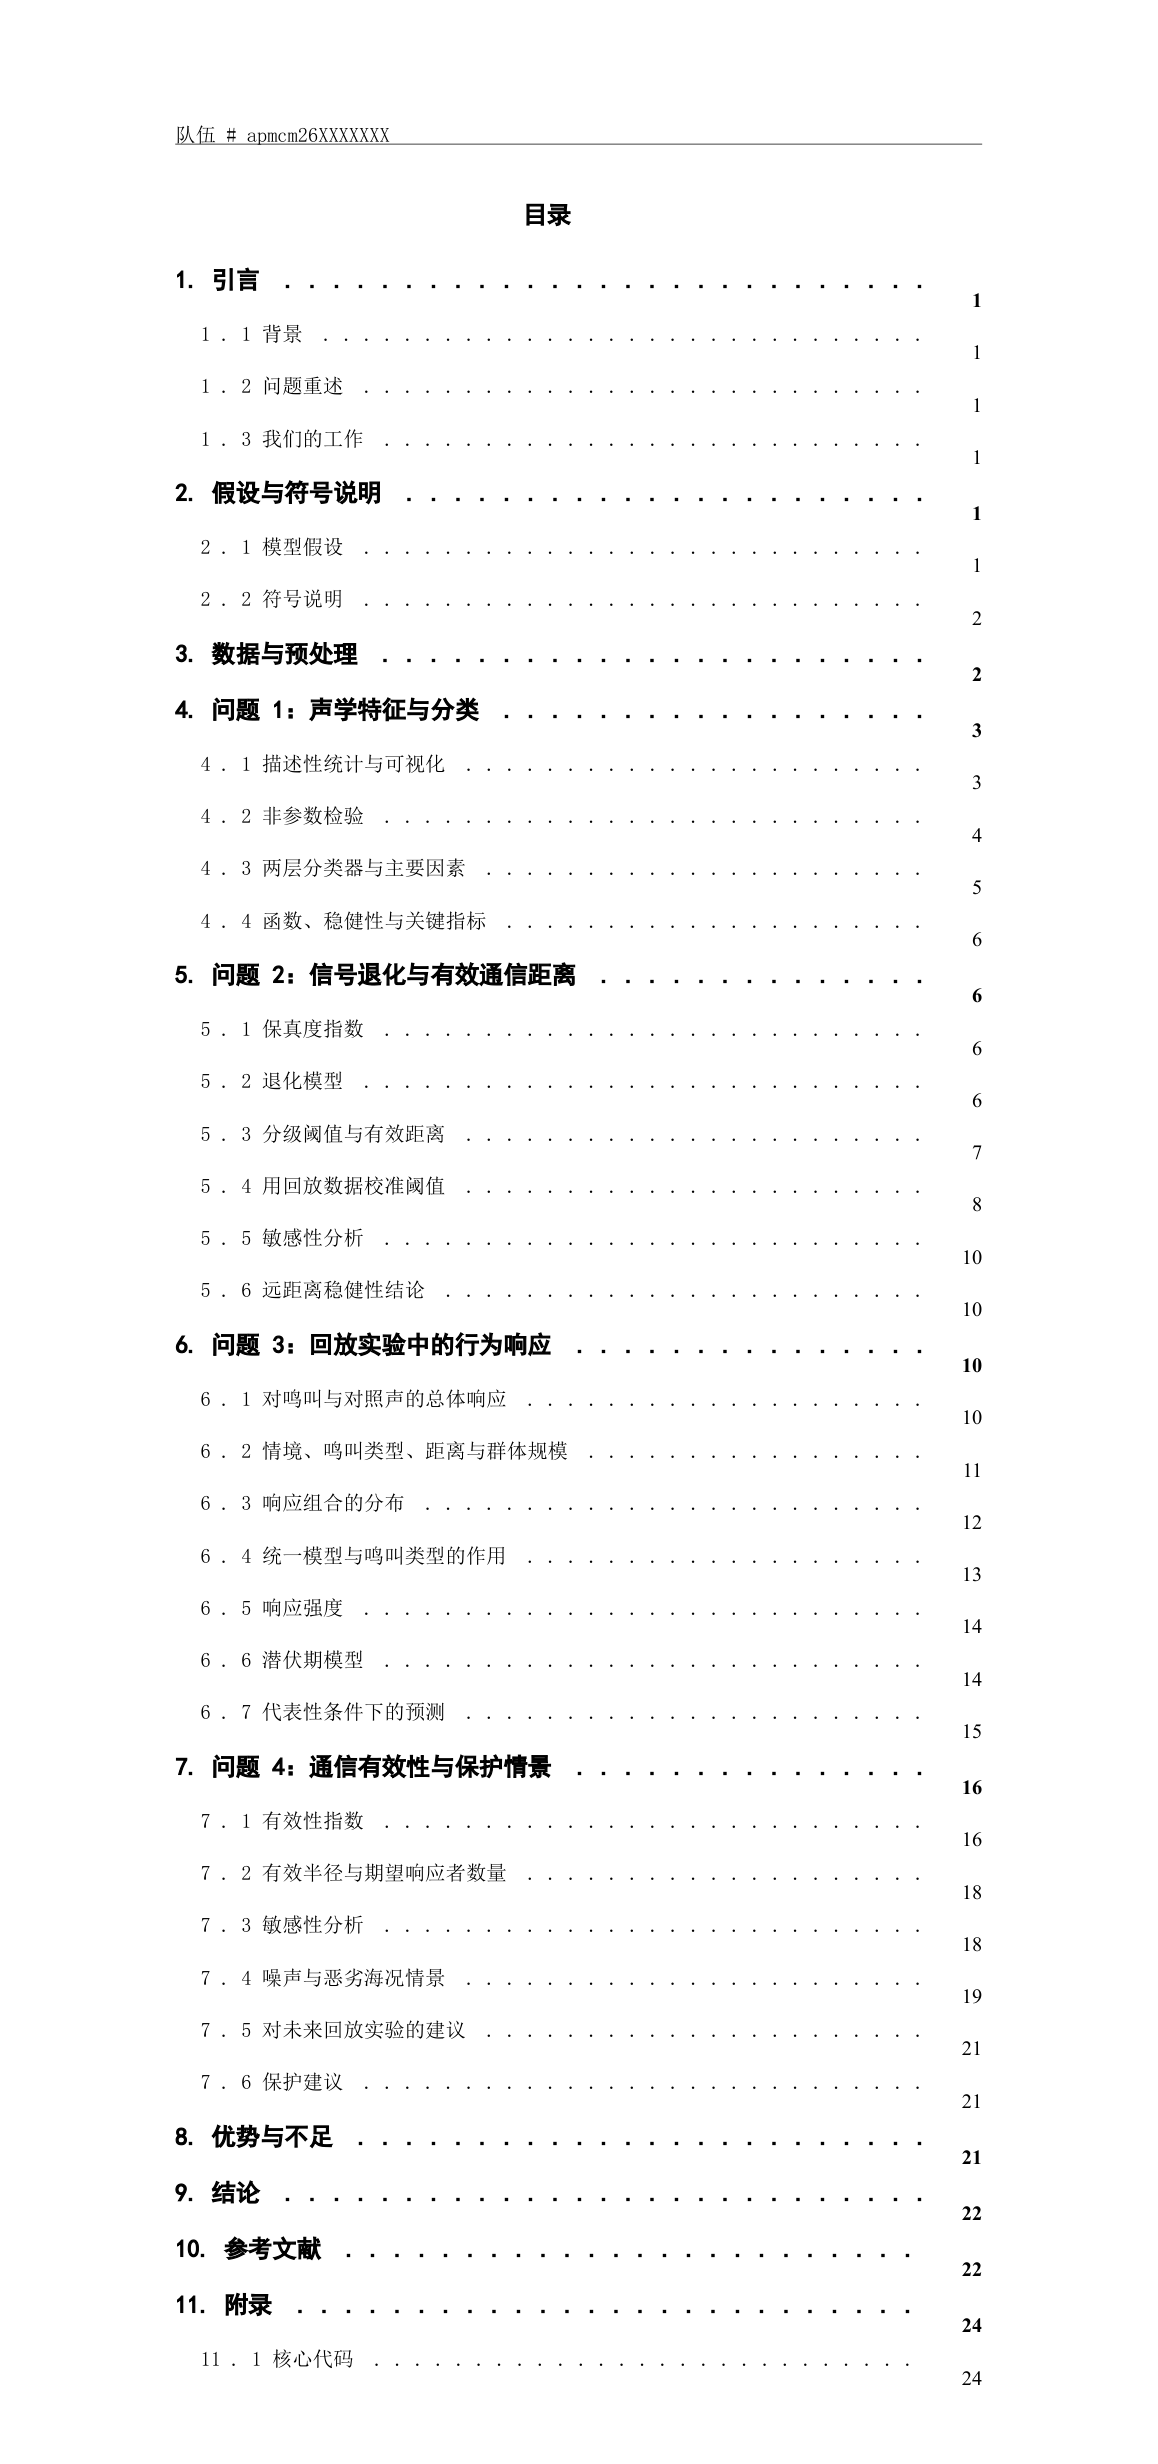 队伍 # apmcm26XXXXXXX
目录
1. 引言 . . . . . . . . . . . . . . . . . . . . . . . . . . . 1
1 . 1 背景 . . . . . . . . . . . . . . . . . . . . . . . . . . . . . . 1
1 . 2 问题重述 . . . . . . . . . . . . . . . . . . . . . . . . . . . . 1
1 . 3 我们的工作 . . . . . . . . . . . . . . . . . . . . . . . . . . . 1
2. 假设与符号说明 . . . . . . . . . . . . . . . . . . . . . . 1
2 . 1 模型假设 . . . . . . . . . . . . . . . . . . . . . . . . . . . . 1
2 . 2 符号说明 . . . . . . . . . . . . . . . . . . . . . . . . . . . . 2
3. 数据与预处理 . . . . . . . . . . . . . . . . . . . . . . . 2
4. 问题 1：声学特征与分类 . . . . . . . . . . . . . . . . . . 3
4 . 1 描述性统计与可视化 . . . . . . . . . . . . . . . . . . . . . . . 3
4 . 2 非参数检验 . . . . . . . . . . . . . . . . . . . . . . . . . . . 4
4 . 3 两层分类器与主要因素 . . . . . . . . . . . . . . . . . . . . . . 5
4 . 4 函数、稳健性与关键指标 . . . . . . . . . . . . . . . . . . . . . 6
5. 问题 2：信号退化与有效通信距离 . . . . . . . . . . . . . . 6
5 . 1 保真度指数 . . . . . . . . . . . . . . . . . . . . . . . . . . . 6
5 . 2 退化模型 . . . . . . . . . . . . . . . . . . . . . . . . . . . . 6
5 . 3 分级阈值与有效距离 . . . . . . . . . . . . . . . . . . . . . . . 7
5 . 4 用回放数据校准阈值 . . . . . . . . . . . . . . . . . . . . . . . 8
5 . 5 敏感性分析 . . . . . . . . . . . . . . . . . . . . . . . . . . . 10
5 . 6 远距离稳健性结论 . . . . . . . . . . . . . . . . . . . . . . . . 10
6. 问题 3：回放实验中的行为响应 . . . . . . . . . . . . . . . 10
6 . 1 对鸣叫与对照声的总体响应 . . . . . . . . . . . . . . . . . . . . 10
6 . 2 情境、鸣叫类型、距离与群体规模 . . . . . . . . . . . . . . . . . 11
6 . 3 响应组合的分布 . . . . . . . . . . . . . . . . . . . . . . . . . 12
6 . 4 统一模型与鸣叫类型的作用 . . . . . . . . . . . . . . . . . . . . 13
6 . 5 响应强度 . . . . . . . . . . . . . . . . . . . . . . . . . . . . 14
6 . 6 潜伏期模型 . . . . . . . . . . . . . . . . . . . . . . . . . . . 14
6 . 7 代表性条件下的预测 . . . . . . . . . . . . . . . . . . . . . . . 15
7. 问题 4：通信有效性与保护情景 . . . . . . . . . . . . . . . 16
7 . 1 有效性指数 . . . . . . . . . . . . . . . . . . . . . . . . . . . 16
7 . 2 有效半径与期望响应者数量 . . . . . . . . . . . . . . . . . . . . 18
7 . 3 敏感性分析 . . . . . . . . . . . . . . . . . . . . . . . . . . . 18
7 . 4 噪声与恶劣海况情景 . . . . . . . . . . . . . . . . . . . . . . . 19
7 . 5 对未来回放实验的建议 . . . . . . . . . . . . . . . . . . . . . . 21
7 . 6 保护建议 . . . . . . . . . . . . . . . . . . . . . . . . . . . . 21
8. 优势与不足 . . . . . . . . . . . . . . . . . . . . . . . . 21
9. 结论 . . . . . . . . . . . . . . . . . . . . . . . . . . . 22
10. 参考文献 . . . . . . . . . . . . . . . . . . . . . . . . 22
11. 附录 . . . . . . . . . . . . . . . . . . . . . . . . . . 24
11 . 1 核心代码 . . . . . . . . . . . . . . . . . . . . . . . . . . . 24